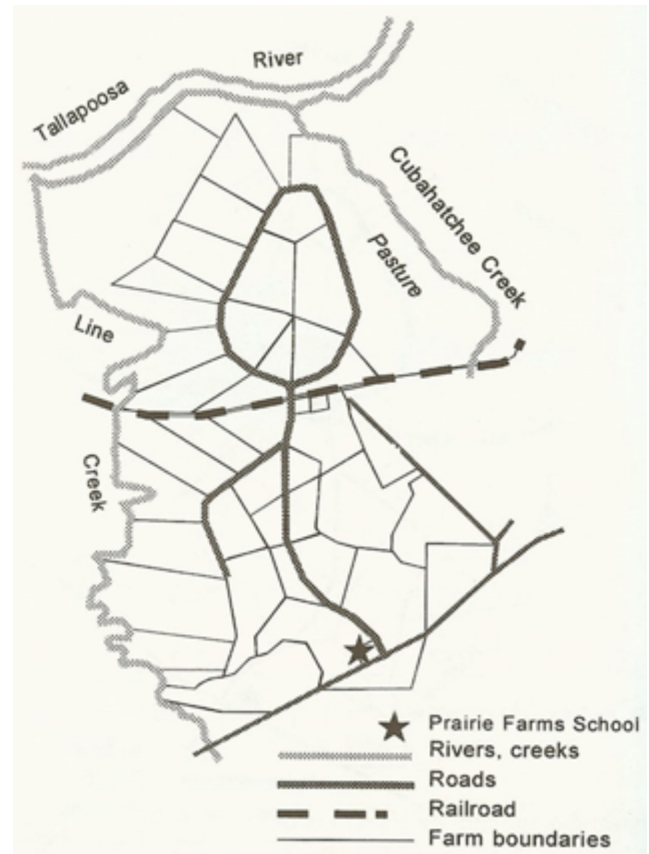 River
Tallapoosa
Cubahatchee Creek
Pasture
Line
Creek
Prairie Farms School
Rivers, creeks
Roads
Railroad
Farm boundaries